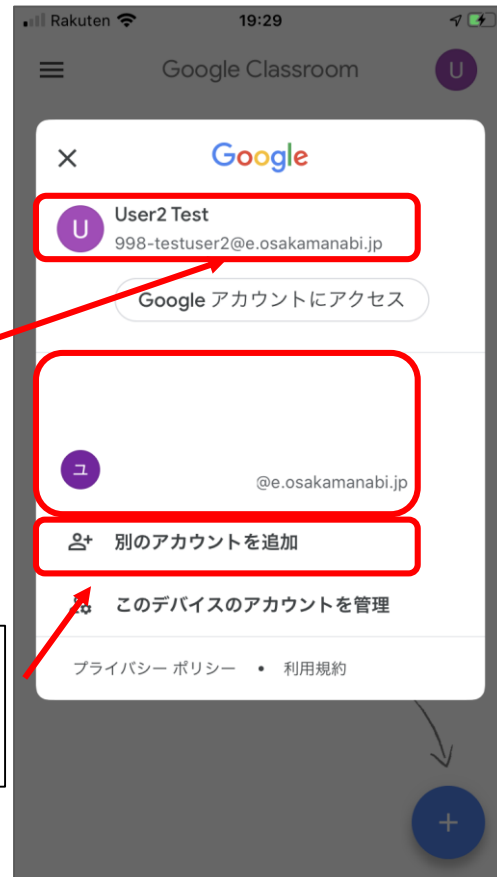 Rakuten 19:29
Google Classroom U
Google
U User2 Test
998-testuser2@e.osakamanabi.jp
Google アカウントにアクセス
ユ @e.osakamanabi.jp
別のアカウントを追加
このデバイスのアカウントを管理
プライバシー ポリシー • 利用規約